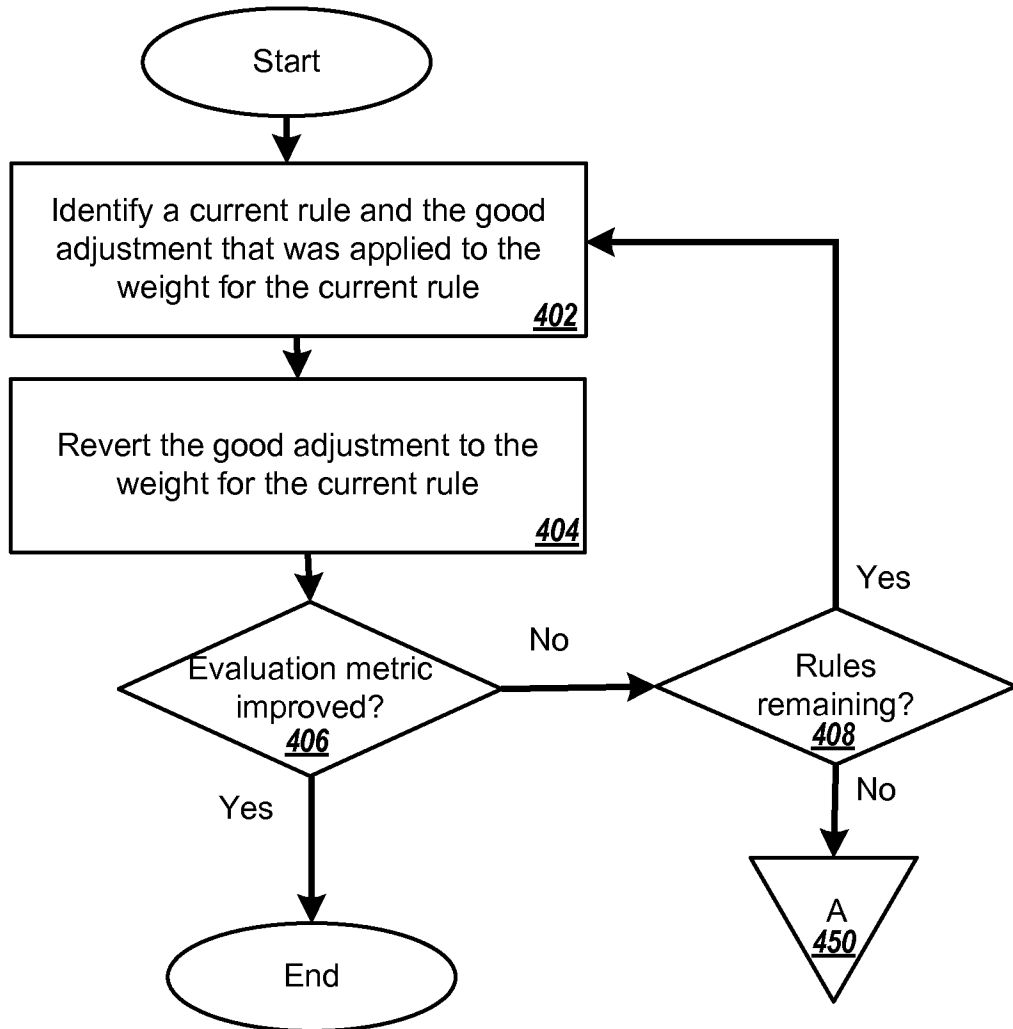 Start
Identify a current rule and the good
adjustment that was applied to the
weight for the current rule
402
Revert the good adjustment to the
weight for the current rule
404
Evaluation metric
improved?
406
No
Yes
Rules
remaining?
408
Yes
No
A
450
End